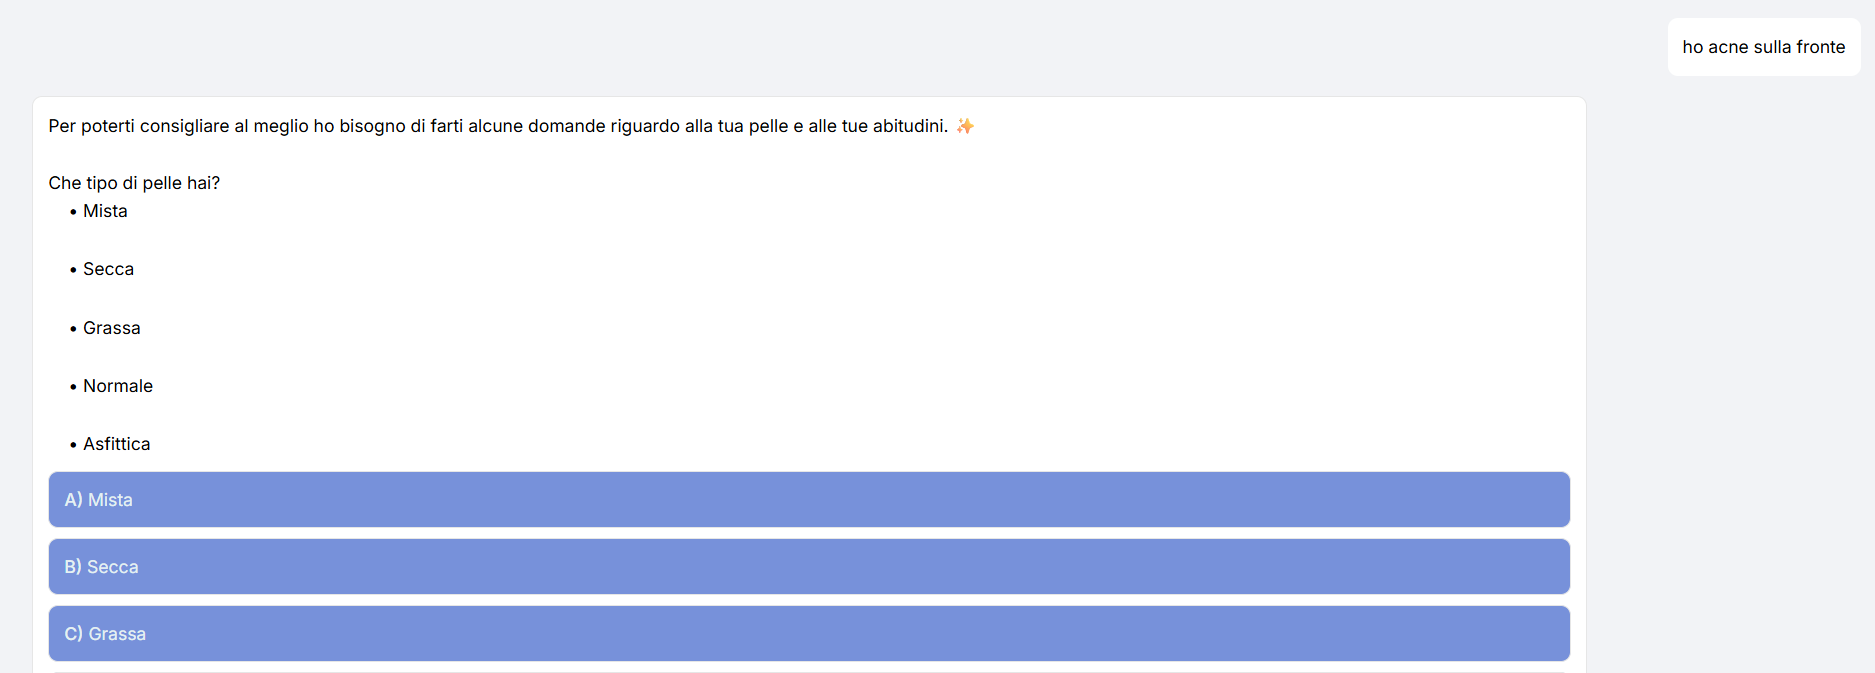 ho acne sulla fronte
Per poterti consigliare al meglio ho bisogno di farti alcune domande riguardo alla tua pelle e alle tue abitudini. ✨
Che tipo di pelle hai?
• Mista
• Secca
• Grassa
• Normale
• Asfittica
A) Mista
B) Secca
C) Grassa